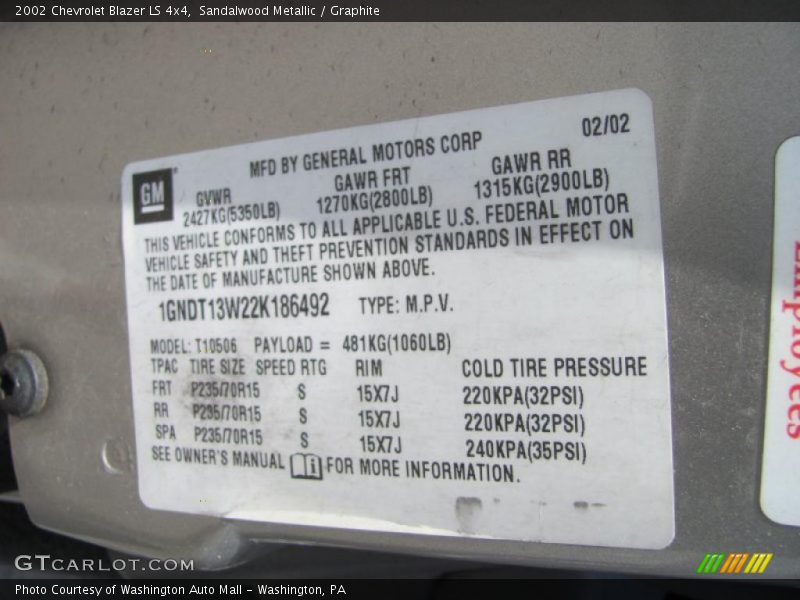 2002 Chevrolet Blazer LS 4x4, Sandalwood Metallic / Graphite
02/02
MFD BY GENERAL MOTORS CORP
GM
GVWR GAWR FRT GAWR RR
2427KG(5350LB) 1270KG(2800LB) 1315KG(2900LB)
THIS VEHICLE CONFORMS TO ALL APPLICABLE U.S. FEDERAL MOTOR
VEHICLE SAFETY AND THEFT PREVENTION STANDARDS IN EFFECT ON
THE DATE OF MANUFACTURE SHOWN ABOVE.
1GNDT13W22K186492 TYPE: M.P.V.
MODEL: T10506 PAYLOAD = 481KG(1060LB)
TPAC TIRE SIZE SPEED RTG RIM COLD TIRE PRESSURE
FRT P235/70R15 S 15X7J 220KPA(32PSI)
RR P235/70R15 S 15X7J 220KPA(32PSI)
SPA P235/70R15 S 15X7J 240KPA(35PSI)
SEE OWNER'S MANUAL i FOR MORE INFORMATION.
Employees
GTCARLOT.COM
Photo Courtesy of Washington Auto Mall - Washington, PA